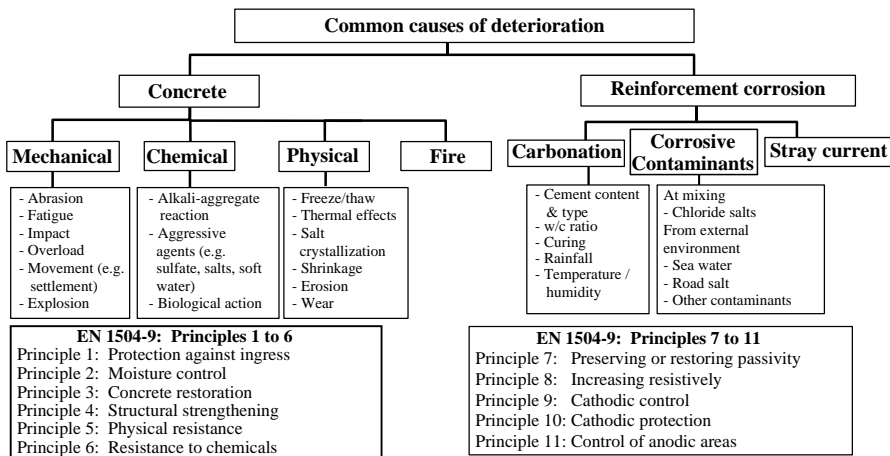 Common causes of deterioration
Concrete
Reinforcement corrosion
Mechanical
Chemical
Physical
Fire
Carbonation
Corrosive
Contaminants
Stray current
- Abrasion
- Fatigue
- Impact
- Overload
- Movement (e.g.
settlement)
- Explosion
- Alkali-aggregate
reaction
- Aggressive
agents (e.g.
sulfate, salts, soft
water)
- Biological action
- Freeze/thaw
- Thermal effects
- Salt
crystallization
- Shrinkage
- Erosion
- Wear
- Cement content
& type
- w/c ratio
- Curing
- Rainfall
- Temperature /
humidity
At mixing
- Chloride salts
From external
environment
- Sea water
- Road salt
- Other contaminants
EN 1504-9: Principles 1 to 6
Principle 1: Protection against ingress
Principle 2: Moisture control
Principle 3: Concrete restoration
Principle 4: Structural strengthening
Principle 5: Physical resistance
Principle 6: Resistance to chemicals
EN 1504-9: Principles 7 to 11
Principle 7: Preserving or restoring passivity
Principle 8: Increasing resistively
Principle 9: Cathodic control
Principle 10: Cathodic protection
Principle 11: Control of anodic areas